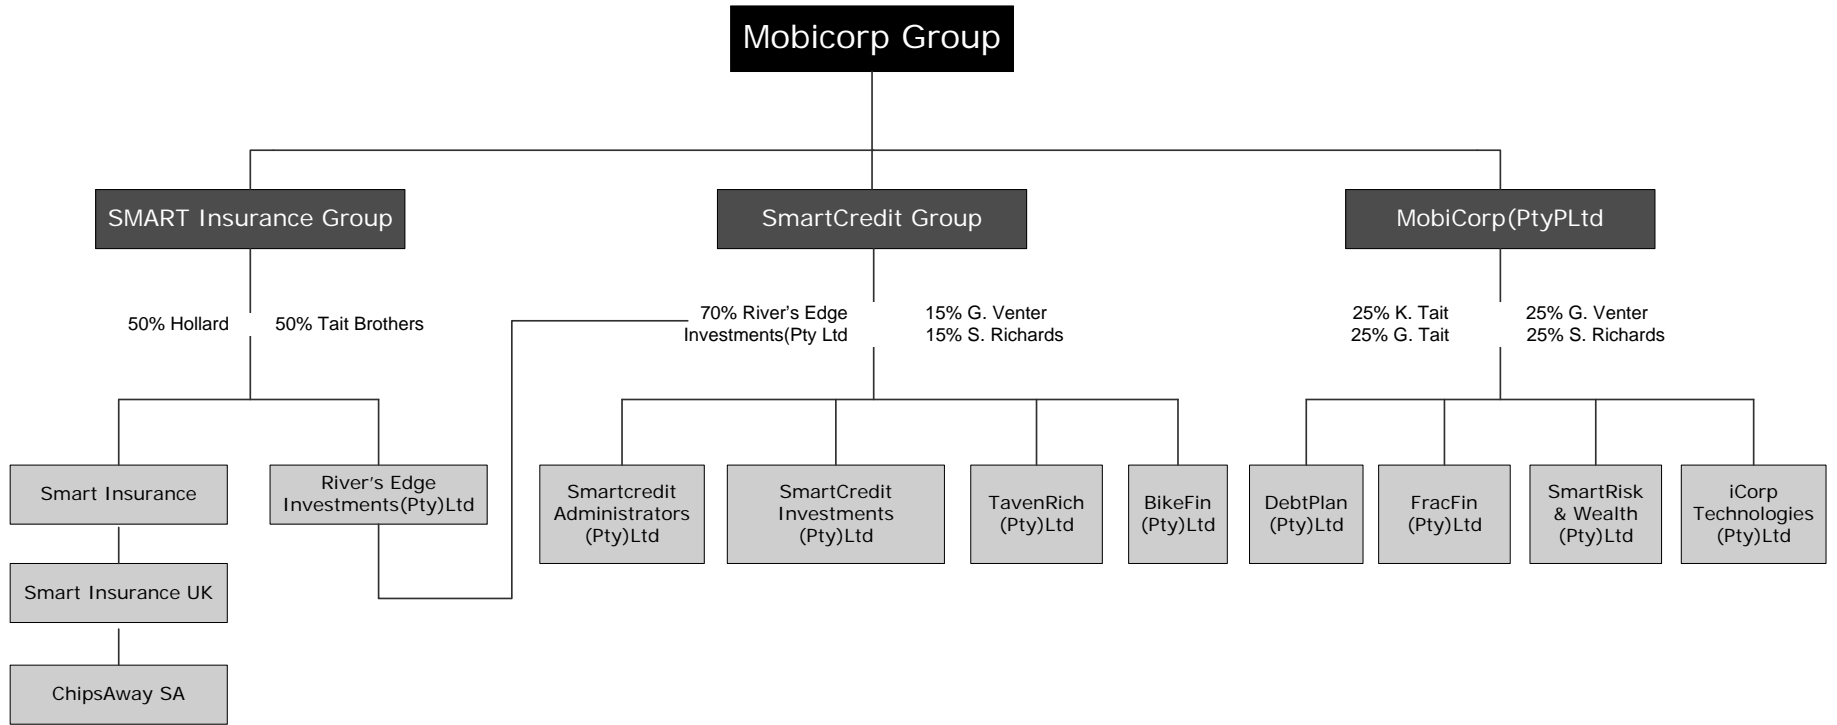 Mobicorp Group
SMART Insurance Group
SmartCredit Group
MobiCorp(PtyPLtd
50% Hollard
50% Tait Brothers
70% River's Edge
Investments(Pty Ltd
15% G. Venter
15% S. Richards
25% K. Tait
25% G. Tait
25% G. Venter
25% S. Richards
Smart Insurance
River's Edge
Investments(Pty)Ltd
Smartcredit
Administrators
(Pty)Ltd
SmartCredit
Investments
(Pty)Ltd
TavenRich
(Pty)Ltd
BikeFin
(Pty)Ltd
DebtPlan
(Pty)Ltd
FracFin
(Pty)Ltd
SmartRisk
& Wealth
(Pty)Ltd
iCorp
Technologies
(Pty)Ltd
Smart Insurance UK
ChipsAway SA